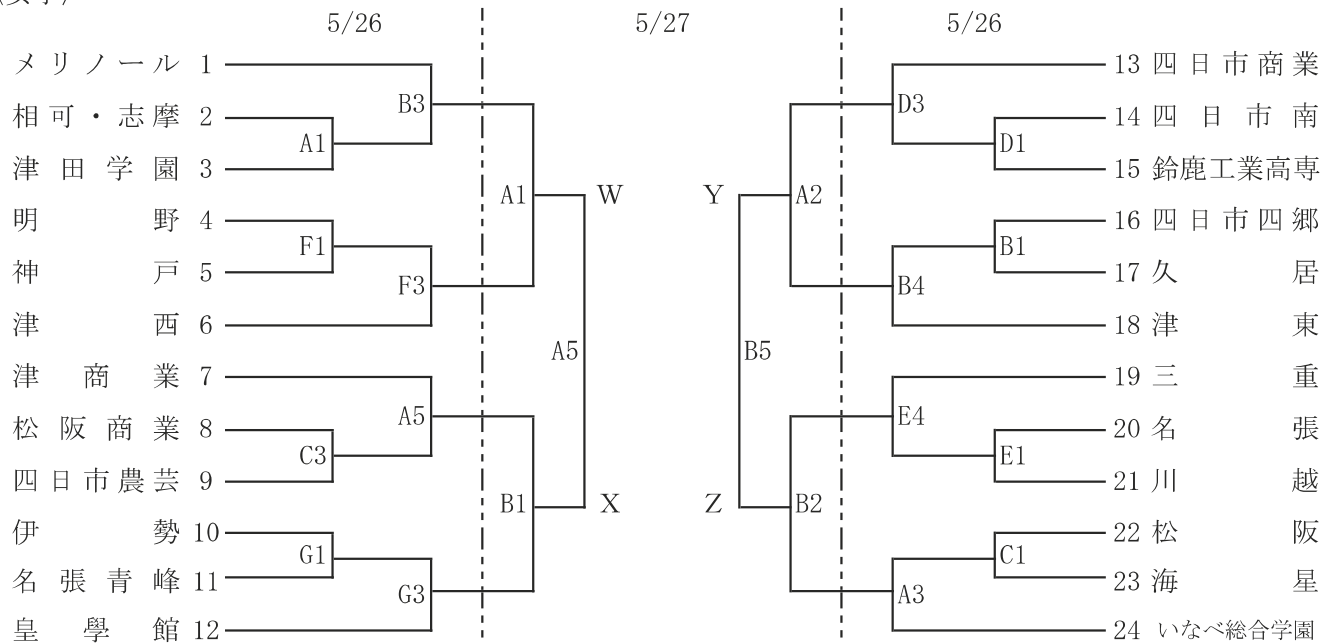 5/26 5/27 5/26
メリノール 1
相可・志摩 2
津田学園 3
明野 4
神戸 5
津西 6
津商業 7
松阪商業 8
四日市農芸 9
伊勢 10
名張青峰 11
皇學館 12
B3
A1
F1
F3
A5
C3
G1
G3
A1
B1
W
A5
X
Y
B5
Z
A2
B2
D3
D1
B1
B4
E4
E1
C1
A3
13 四日市商業
14 四日市南
15 鈴鹿工業高専
16 四日市四郷
17 久居
18 津東
19 三重
20 名張
21 川越
22 松阪
23 海星
24 いなべ総合学園